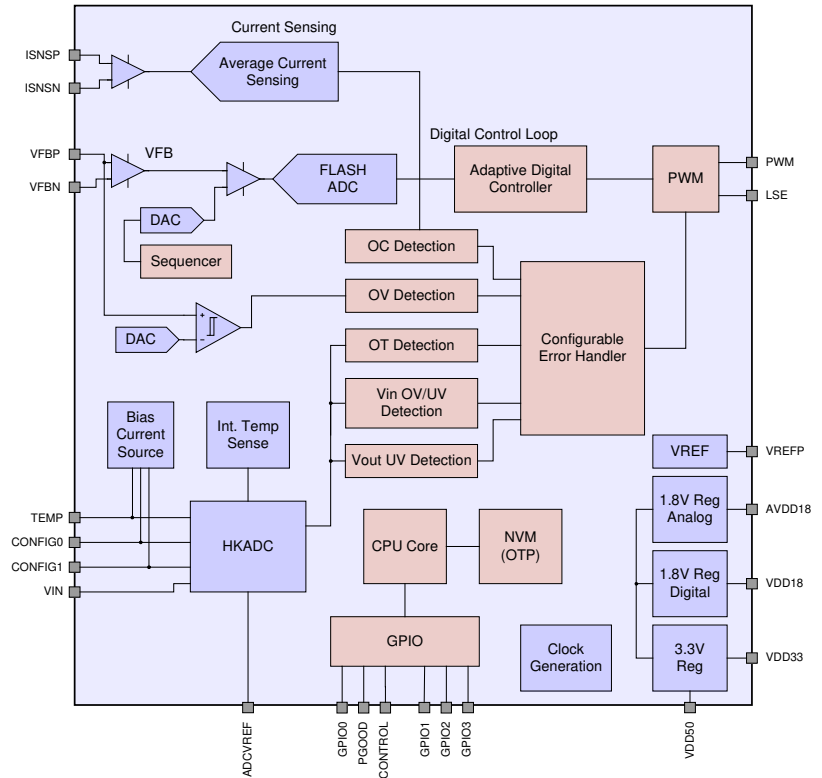 Current Sensing
ISNSP
ISNSN
Average Current
Sensing
Digital Control Loop
VFBP
VFBN
VFB
FLASH
ADC
Adaptive Digital
Controller
PWM
PWM
LSE
DAC
Sequencer
OC Detection
OV Detection
+
-
DAC
OT Detection
Configurable
Error Handler
Vin OV/UV
Detection
Vout UV Detection
Bias
Current
Source
Int. Temp
Sense
VREF
VREFP
1.8V Reg
Analog
AVDD18
TEMP
CONFIG0
CONFIG1
VIN
HKADC
CPU Core
NVM
(OTP)
1.8V Reg
Digital
VDD18
GPIO
Clock
Generation
3.3V
Reg
VDD33
ADCVREF
GPIO0
PGOOD
CONTROL
GPIO1
GPIO2
GPIO3
VDD50